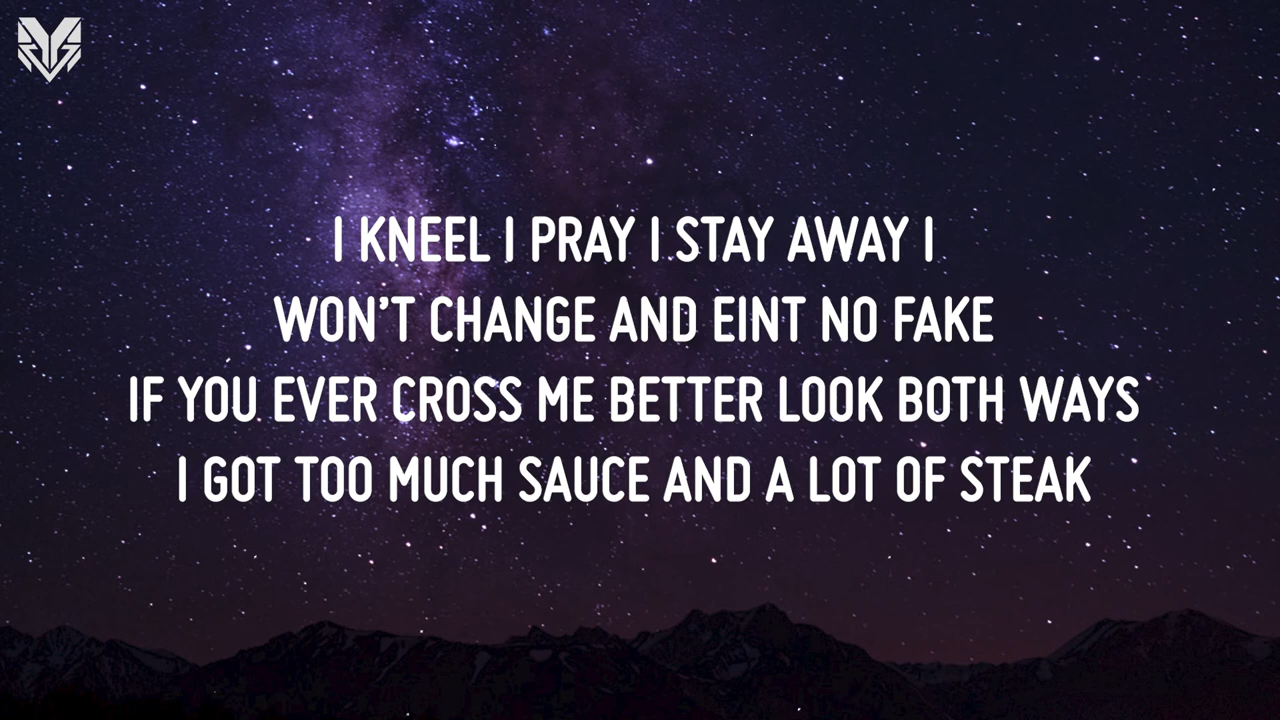 I KNEEL I PRAY I STAY AWAY I
WON'T CHANGE AND EINT NO FAKE
IF YOU EVER CROSS ME BETTER LOOK BOTH WAYS
I GOT TOO MUCH SAUCE AND A LOT OF STEAK